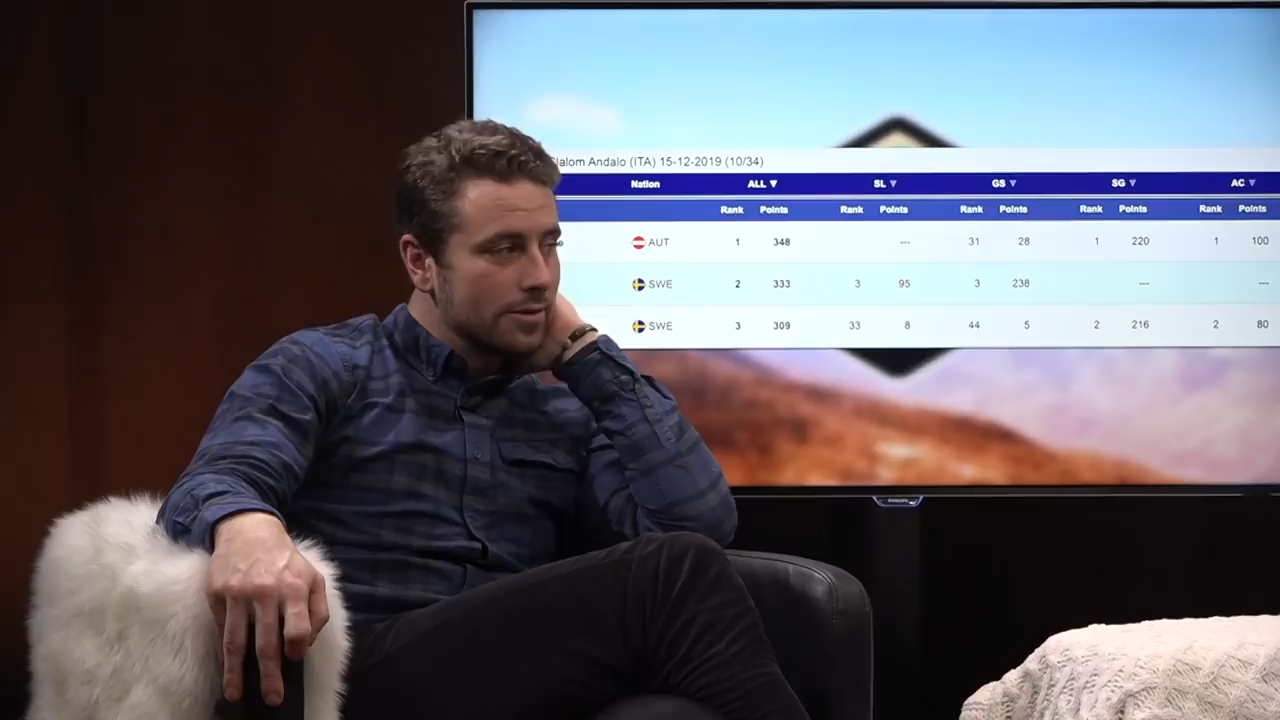 Slalom Andalo (ITA) 15-12-2019 (10/34)
Nation ALL ▼ SL ▼ GS ▼ SG ▼ AC ▼
Rank Points Rank Points Rank Points Rank Points Rank Points
AUT 1 348 --- 31 28 1 220 1 100
SWE 2 333 3 95 3 238 --- ---
SWE 3 309 33 8 44 5 2 216 2 80